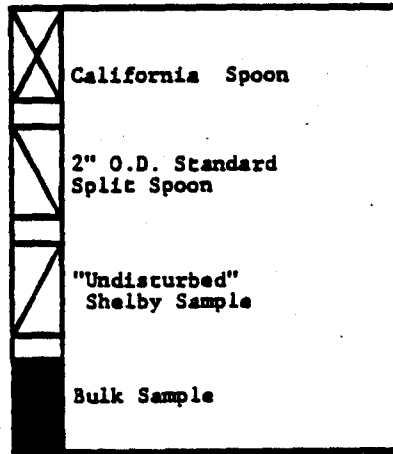 California Spoon
2" O.D. Standard
Split Spoon
"Undisturbed"
Shelby Sample
Bulk Sample